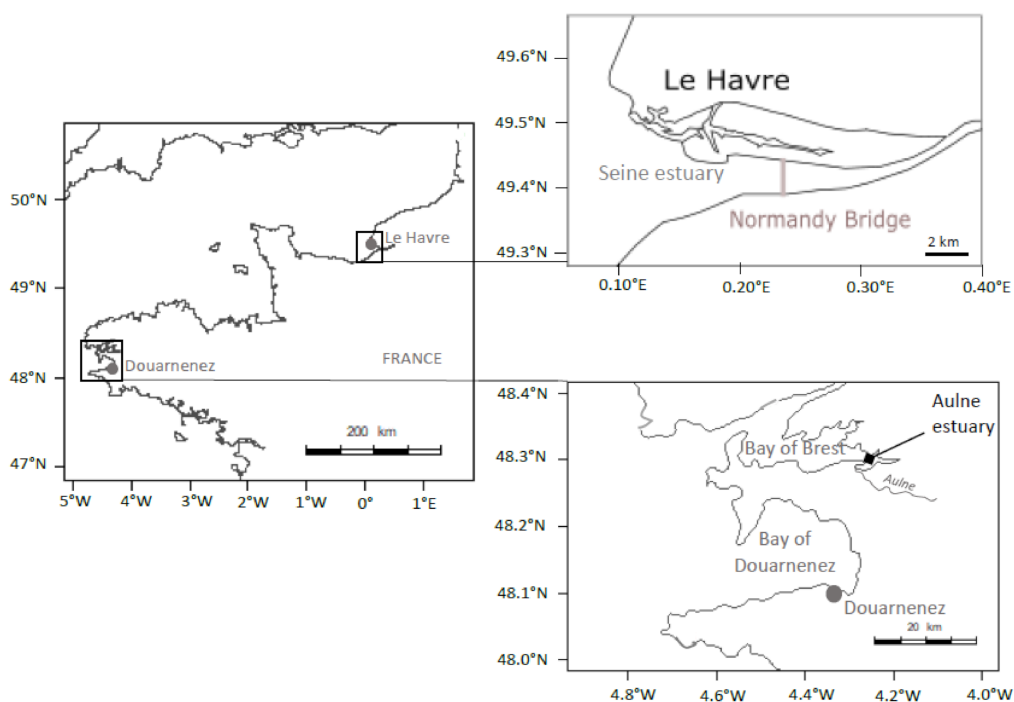 50°N
49°N
48°N
47°N
5°W 4°W 3°W 2°W 1°W 0° 1°E
Le Havre
Douarnenez
FRANCE
200 km
49.6°N
49.5°N
49.4°N
49.3°N
0.10°E 0.20°E 0.30°E 0.40°E
Le Havre
Seine estuary
Normandy Bridge
2 km
48.4°N
48.3°N
48.2°N
48.1°N
48.0°N
4.8°W 4.6°W 4.4°W 4.2°W 4.0°W
Aulne
estuary
Bay of Brest
Aulne
Bay of
Douarnenez
Douarnenez
20 km